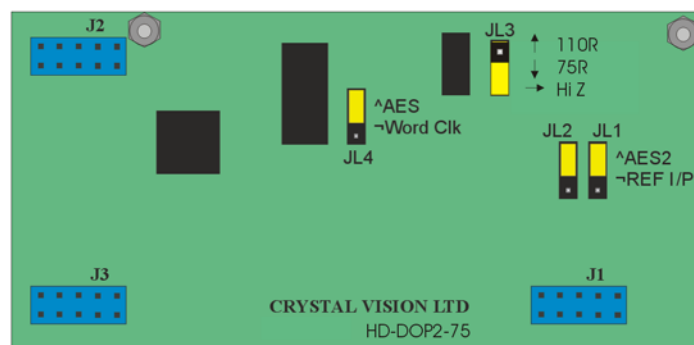 J2
JL3
110R
75R
Hi Z
^AES
¬Word Clk
JL4
JL2 JL1
^AES2
¬REF I/P
J3
J1
CRYSTAL VISION LTD
HD-DOP2-75